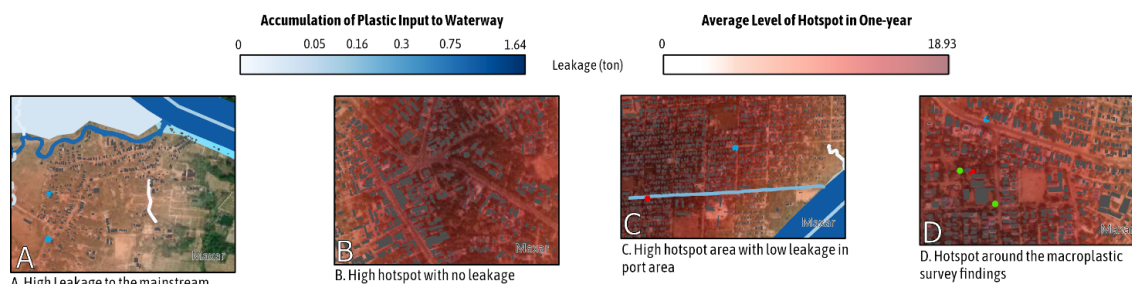 Accumulation of Plastic Input to Waterway
Average Level of Hotspot in One-year
0 0.05 0.16 0.3 0.75 1.64
0 18.93
Leakage (ton)
A
Maxar
B
Maxar
C
Maxar
D
Maxar
A. High Leakage to the mainstream
B. High hotspot with no leakage
C. High hotspot area with low leakage in
port area
D. Hotspot around the macroplastic
survey findings